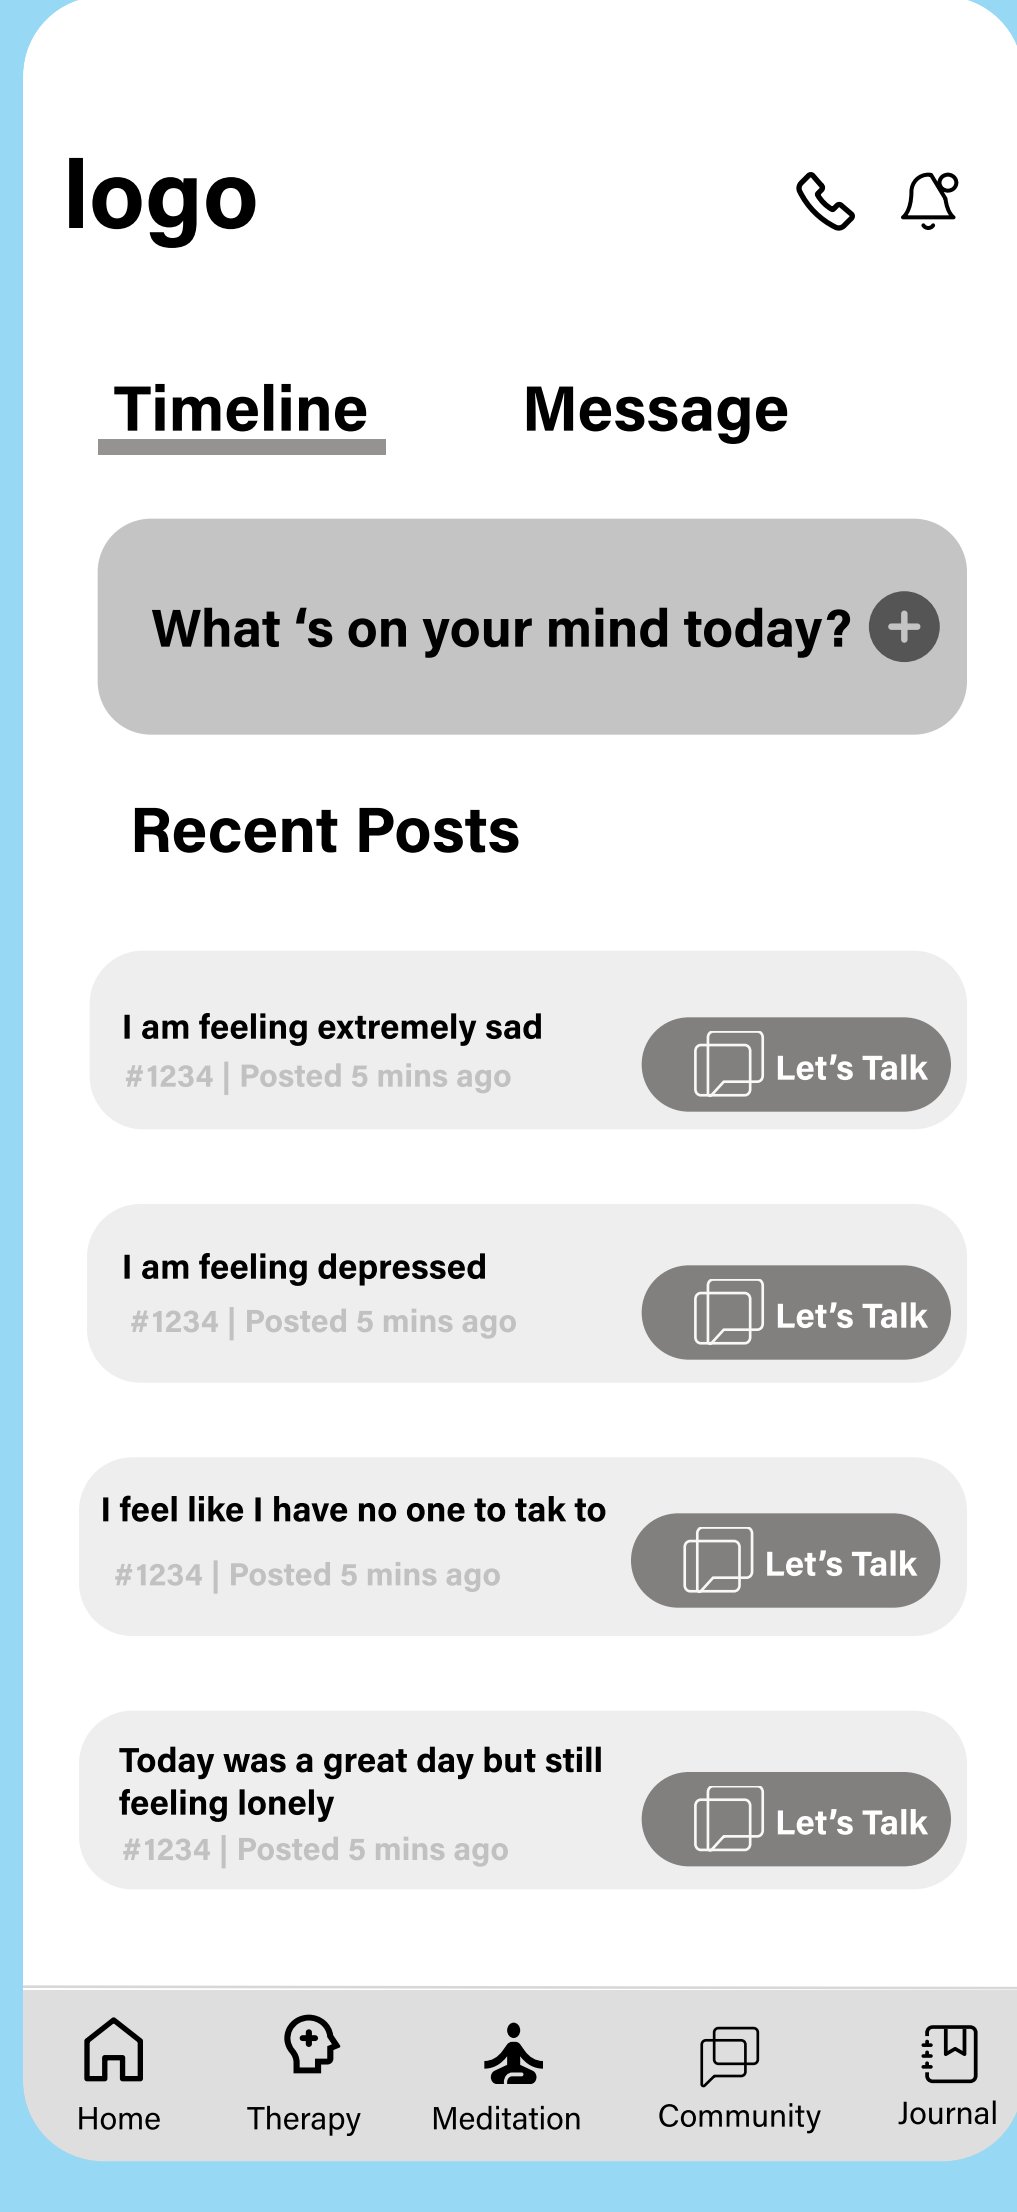 logo
Timeline Message
What ‘s on your mind today?
Recent Posts
I am feeling extremely sad
#1234 | Posted 5 mins ago
Let’s Talk
I am feeling depressed
#1234 | Posted 5 mins ago
Let’s Talk
I feel like I have no one to tak to
#1234 | Posted 5 mins ago
Let’s Talk
Today was a great day but still
feeling lonely
#1234 | Posted 5 mins ago
Let’s Talk
Home Therapy Meditation Community Journal